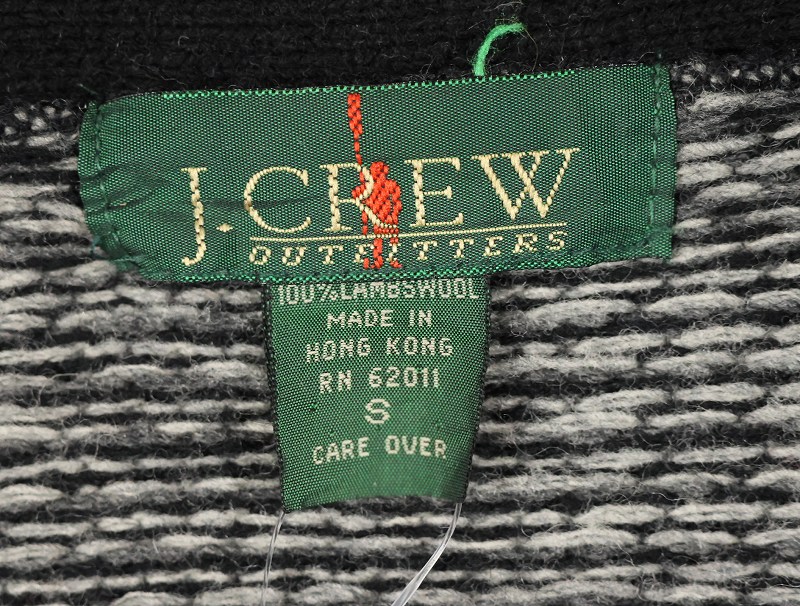 J.CREW
OUTFITTERS
100% LAMBSWOOL
MADE IN
HONG KONG
RN 62011
S
CARE OVER